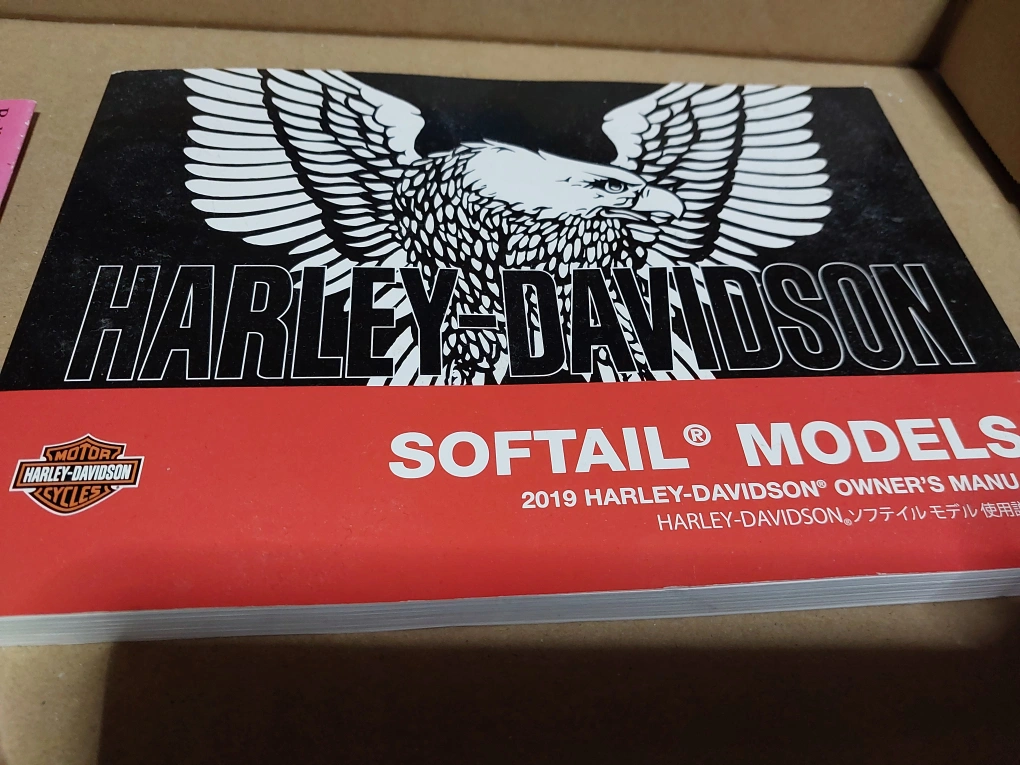 HARLEY-DAVIDSON
SOFTAIL® MODELS
MOTOR
HARLEY-DAVIDSON
CYCLES
2019 HARLEY-DAVIDSON® OWNER'S MANU
HARLEY-DAVIDSON®ソフテイル モデル 使用